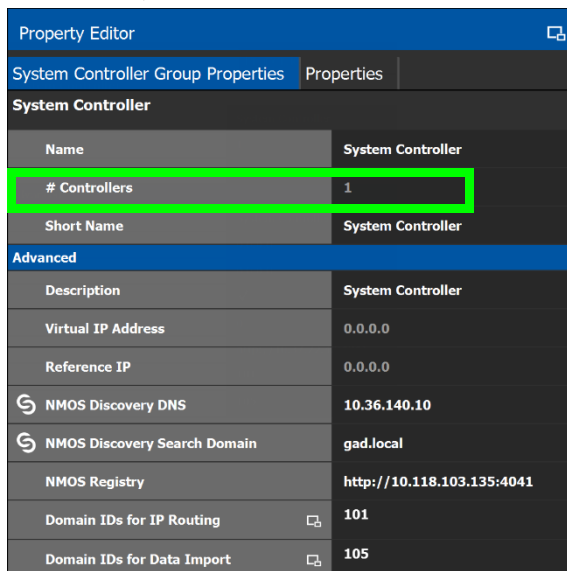 Property Editor
System Controller Group Properties Properties
System Controller
Name System Controller
# Controllers 1
Short Name System Controller
Advanced
Description System Controller
Virtual IP Address 0.0.0.0
Reference IP 0.0.0.0
NMOS Discovery DNS 10.36.140.10
NMOS Discovery Search Domain gad.local
NMOS Registry http://10.118.103.135:4041
Domain IDs for IP Routing 101
Domain IDs for Data Import 105